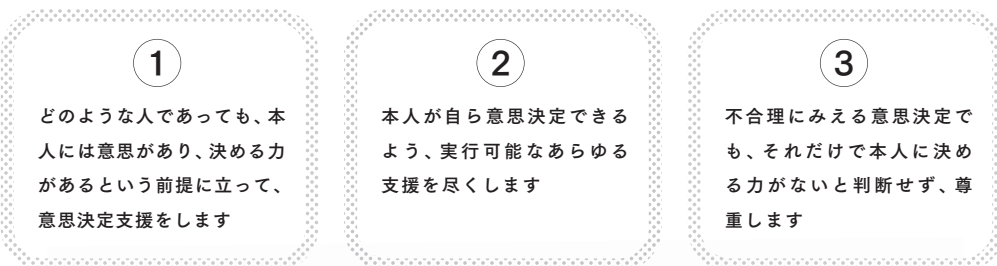 1
どのような人であっても、本
人には意思があり、決める力
があるという前提に立って、
意思決定支援をします
2
本人が自ら意思決定できる
よう、実行可能なあらゆる
支援を尽くします
3
不合理にみえる意思決定で
も、それだけで本人に決め
る力がないと判断せず、尊
重します